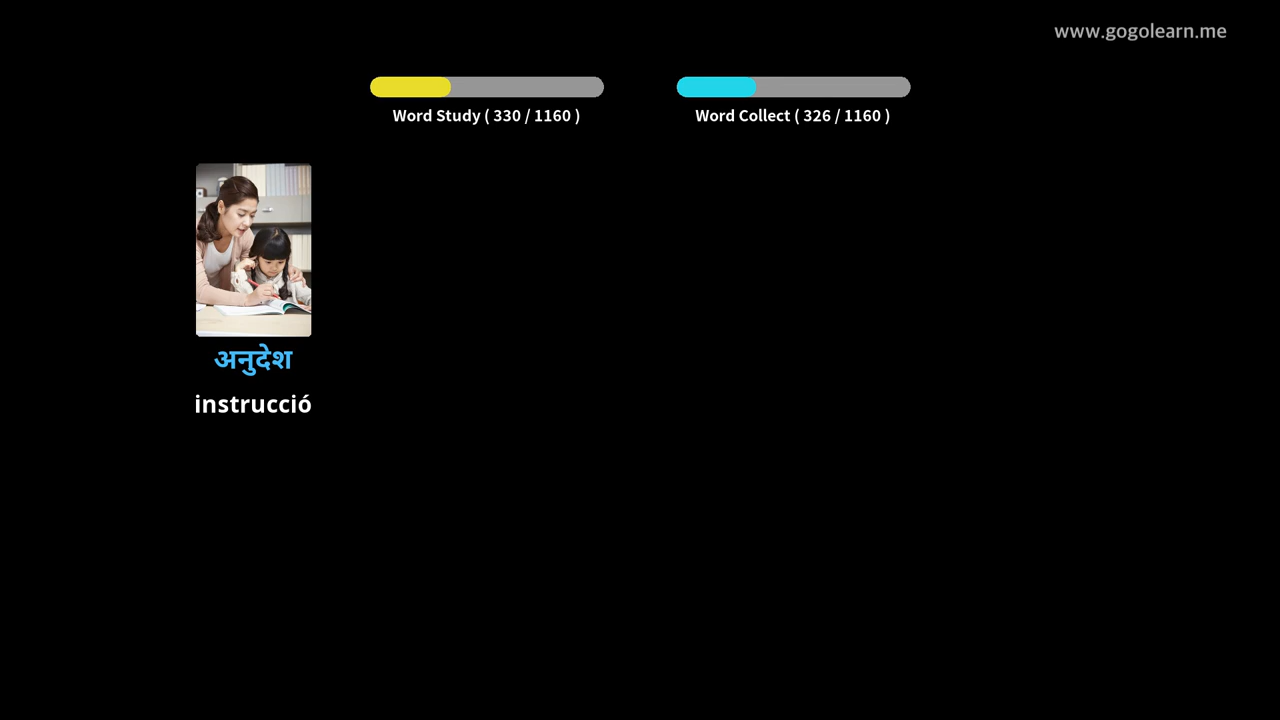 www.gogolearn.me
Word Study ( 330 / 1160 )
Word Collect ( 326 / 1160 )
अनुदेश
instrucció